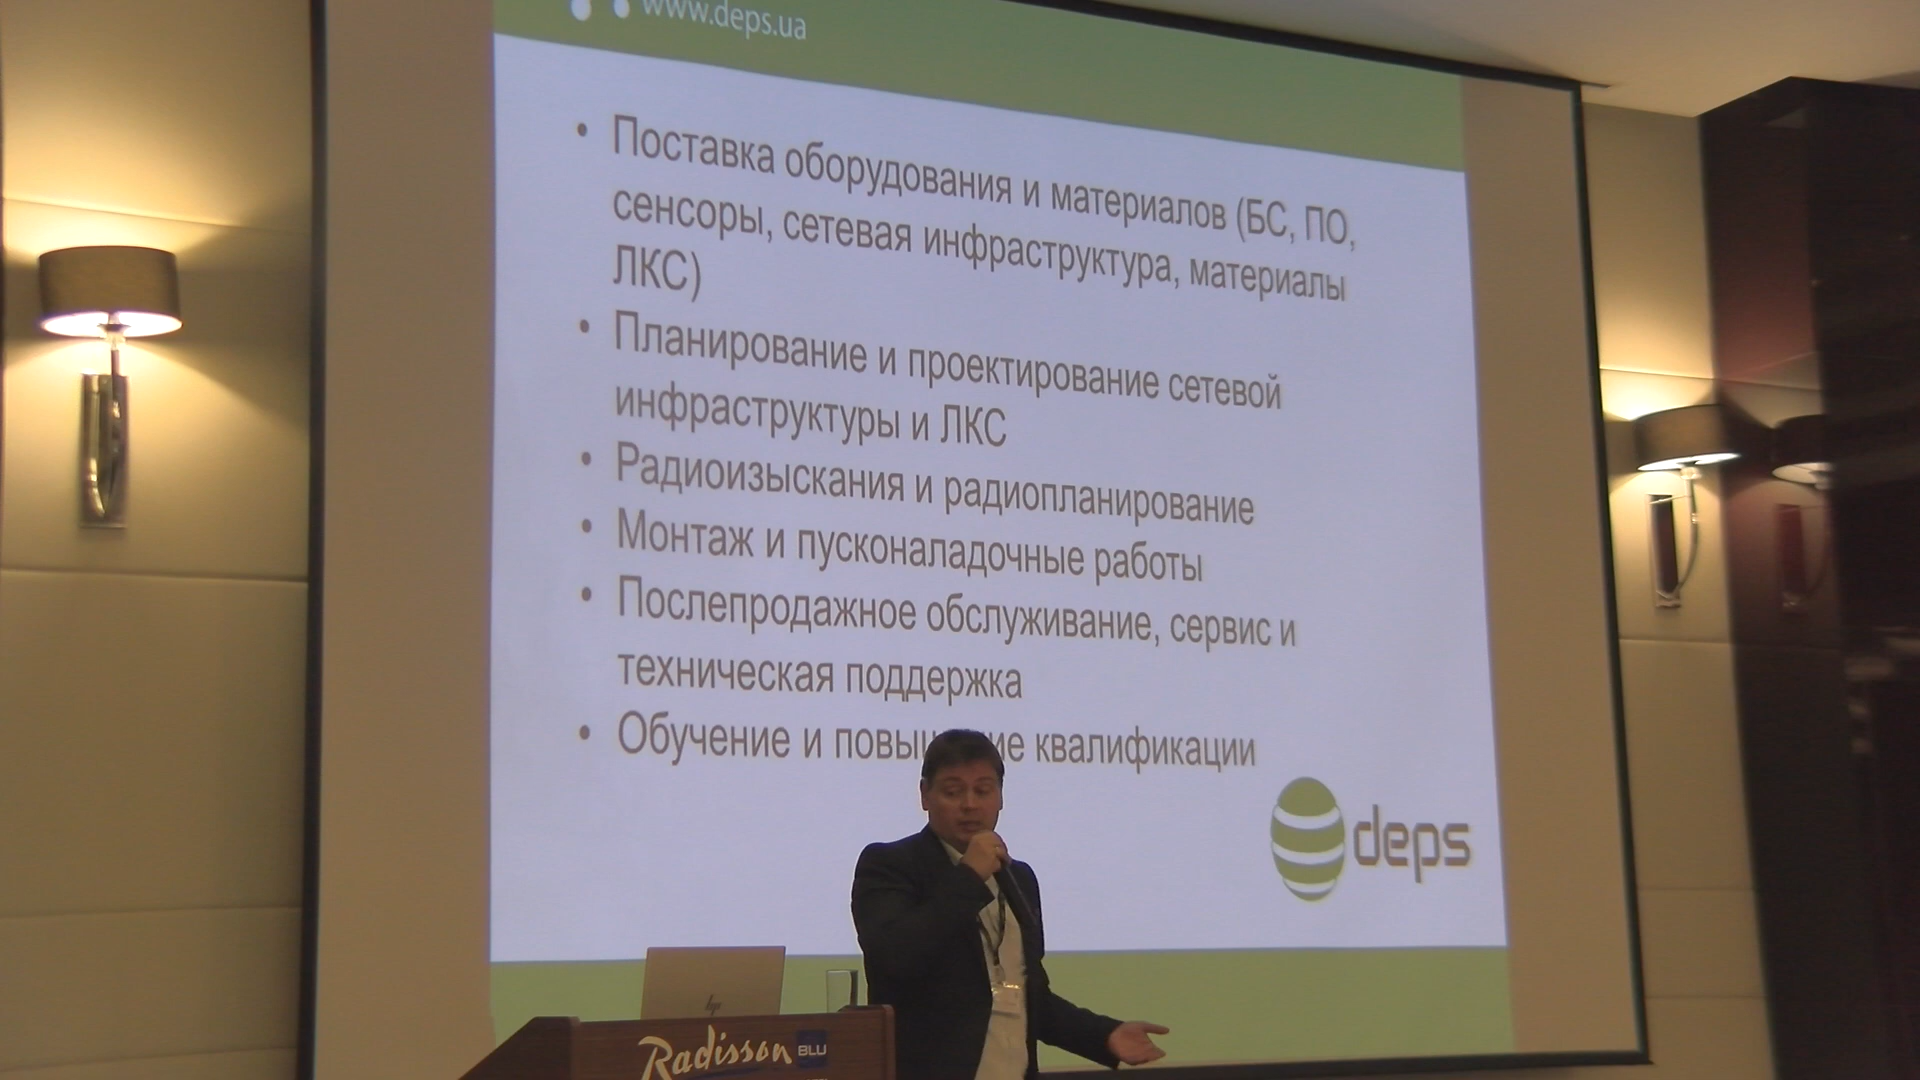 www.deps.ua
• Поставка оборудования и материалов (БС, ПО,
сенсоры, сетевая инфраструктура, материалы
ЛКС)
• Планирование и проектирование сетевой
инфраструктуры и ЛКС
• Радиоизыскания и радиопланирование
• Монтаж и пусконаладочные работы
• Послепродажное обслуживание, сервис и
техническая поддержка
• Обучение и квалификации
deps
hp
Radisson BLU